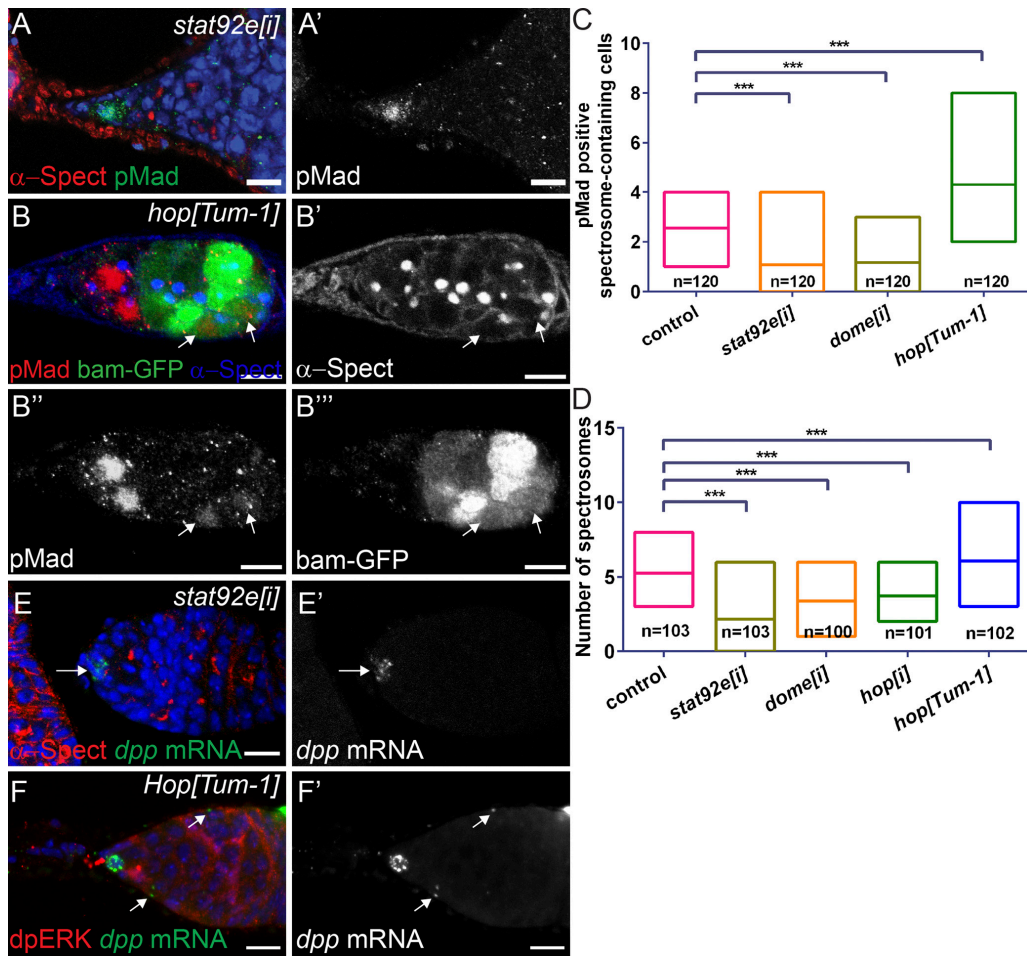 A
stat92e[i]
α–Spect pMad
A'
pMad
B
hop[Tum-1]
pMad bam-GFP α–Spect
B'
α–Spect
B''
pMad
B'''
bam-GFP
E
stat92e[i]
α–Spect dpp mRNA
E'
dpp mRNA
F
Hop[Tum-1]
dpERK dpp mRNA
F'
dpp mRNA
C
pMad positive
spectrosome-containing cells
10
8
6
4
2
0
***
***
***
n=120
n=120
n=120
n=120
control
stat92e[i]
dome[i]
hop[Tum-1]
D
Number of spectrosomes
15
10
5
0
***
***
***
***
n=103
n=103
n=100
n=101
n=102
control
stat92e[i]
dome[i]
hop[i]
hop[Tum-1]